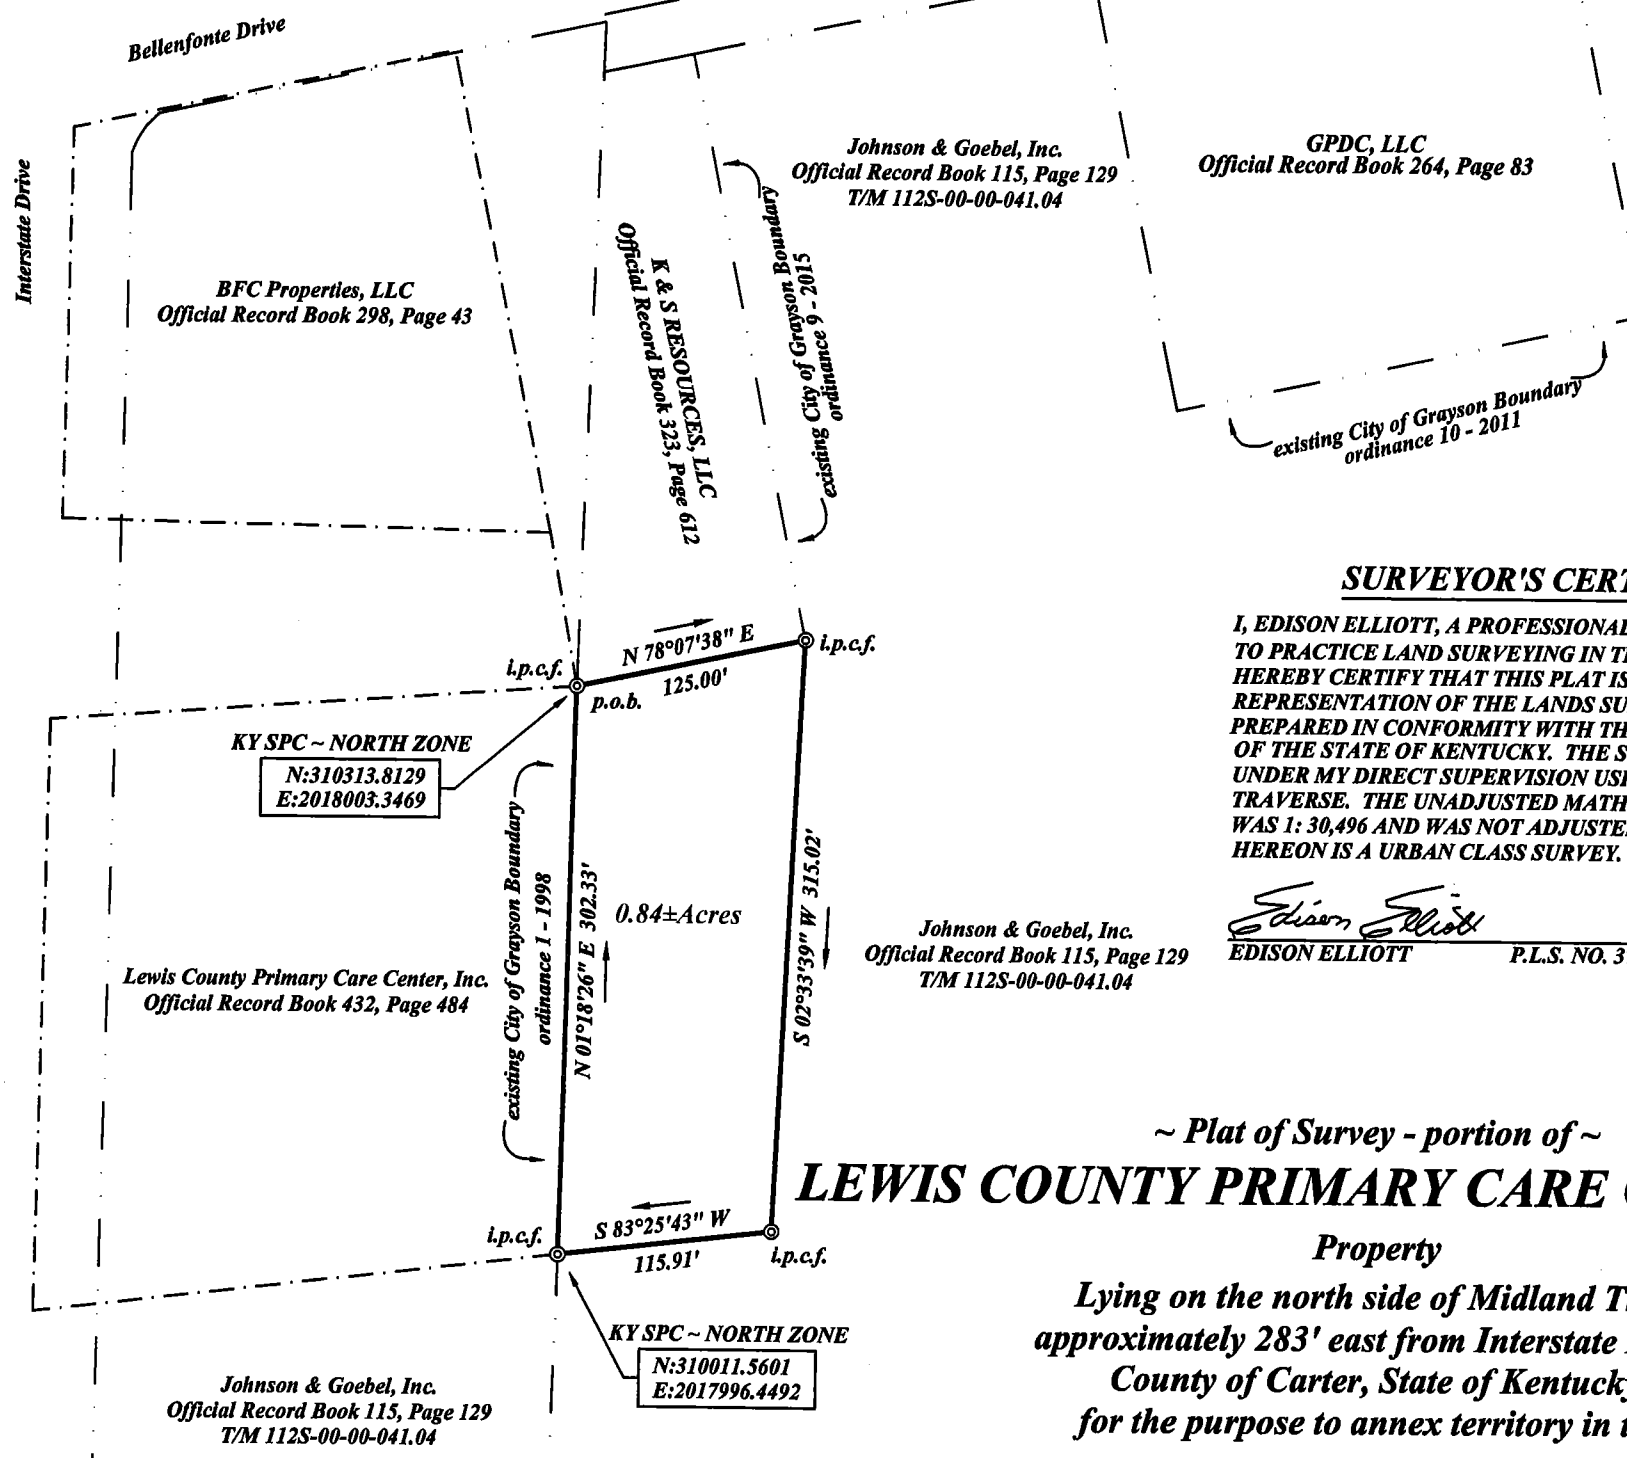 Bellenfonte Drive
Interstate Drive
BFC Properties, LLC
Official Record Book 298, Page 43
K & S RESOURCES, LLC
Official Record Book 323, Page 612
existing City of Grayson Boundary
ordinance 9 - 2015
Johnson & Goebel, Inc.
Official Record Book 115, Page 129
T/M 112S-00-00-041.04
GPDC, LLC
Official Record Book 264, Page 83
existing City of Grayson Boundary
ordinance 10 - 2011
i.p.c.f.
N 78°07'38" E
125.00'
i.p.c.f.
p.o.b.
KY SPC ~ NORTH ZONE
N:310313.8129
E:2018003.3469
existing City of Grayson Boundary
ordinance 1 - 1998
N 01°18'26" E 302.33'
0.84±Acres
S 02°33'39" W 315.02'
Lewis County Primary Care Center, Inc.
Official Record Book 432, Page 484
Johnson & Goebel, Inc.
Official Record Book 115, Page 129
T/M 112S-00-00-041.04
i.p.c.f.
S 83°25'43" W
115.91'
i.p.c.f.
KY SPC ~ NORTH ZONE
N:310011.5601
E:2017996.4492
Johnson & Goebel, Inc.
Official Record Book 115, Page 129
T/M 112S-00-00-041.04
SURVEYOR'S CERT
I, EDISON ELLIOTT, A PROFESSIONAL
TO PRACTICE LAND SURVEYING IN T
HEREBY CERTIFY THAT THIS PLAT IS
REPRESENTATION OF THE LANDS SU
PREPARED IN CONFORMITY WITH TH
OF THE STATE OF KENTUCKY. THE S
UNDER MY DIRECT SUPERVISION USI
TRAVERSE. THE UNADJUSTED MATH
WAS 1: 30,496 AND WAS NOT ADJUSTE
HEREON IS A URBAN CLASS SURVEY.
Edison Elliott
EDISON ELLIOTT P.L.S. NO. 3
~ Plat of Survey - portion of ~
LEWIS COUNTY PRIMARY CARE
Property
Lying on the north side of Midland T
approximately 283' east from Interstate
County of Carter, State of Kentucky
for the purpose to annex territory in t